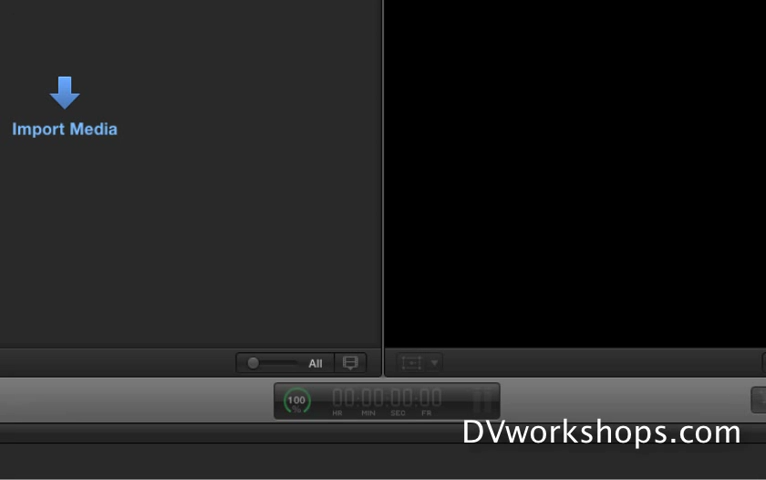 Import Media
All
100
%
00:00:00:00
HR MIN SEC FR
DVworkshops.com